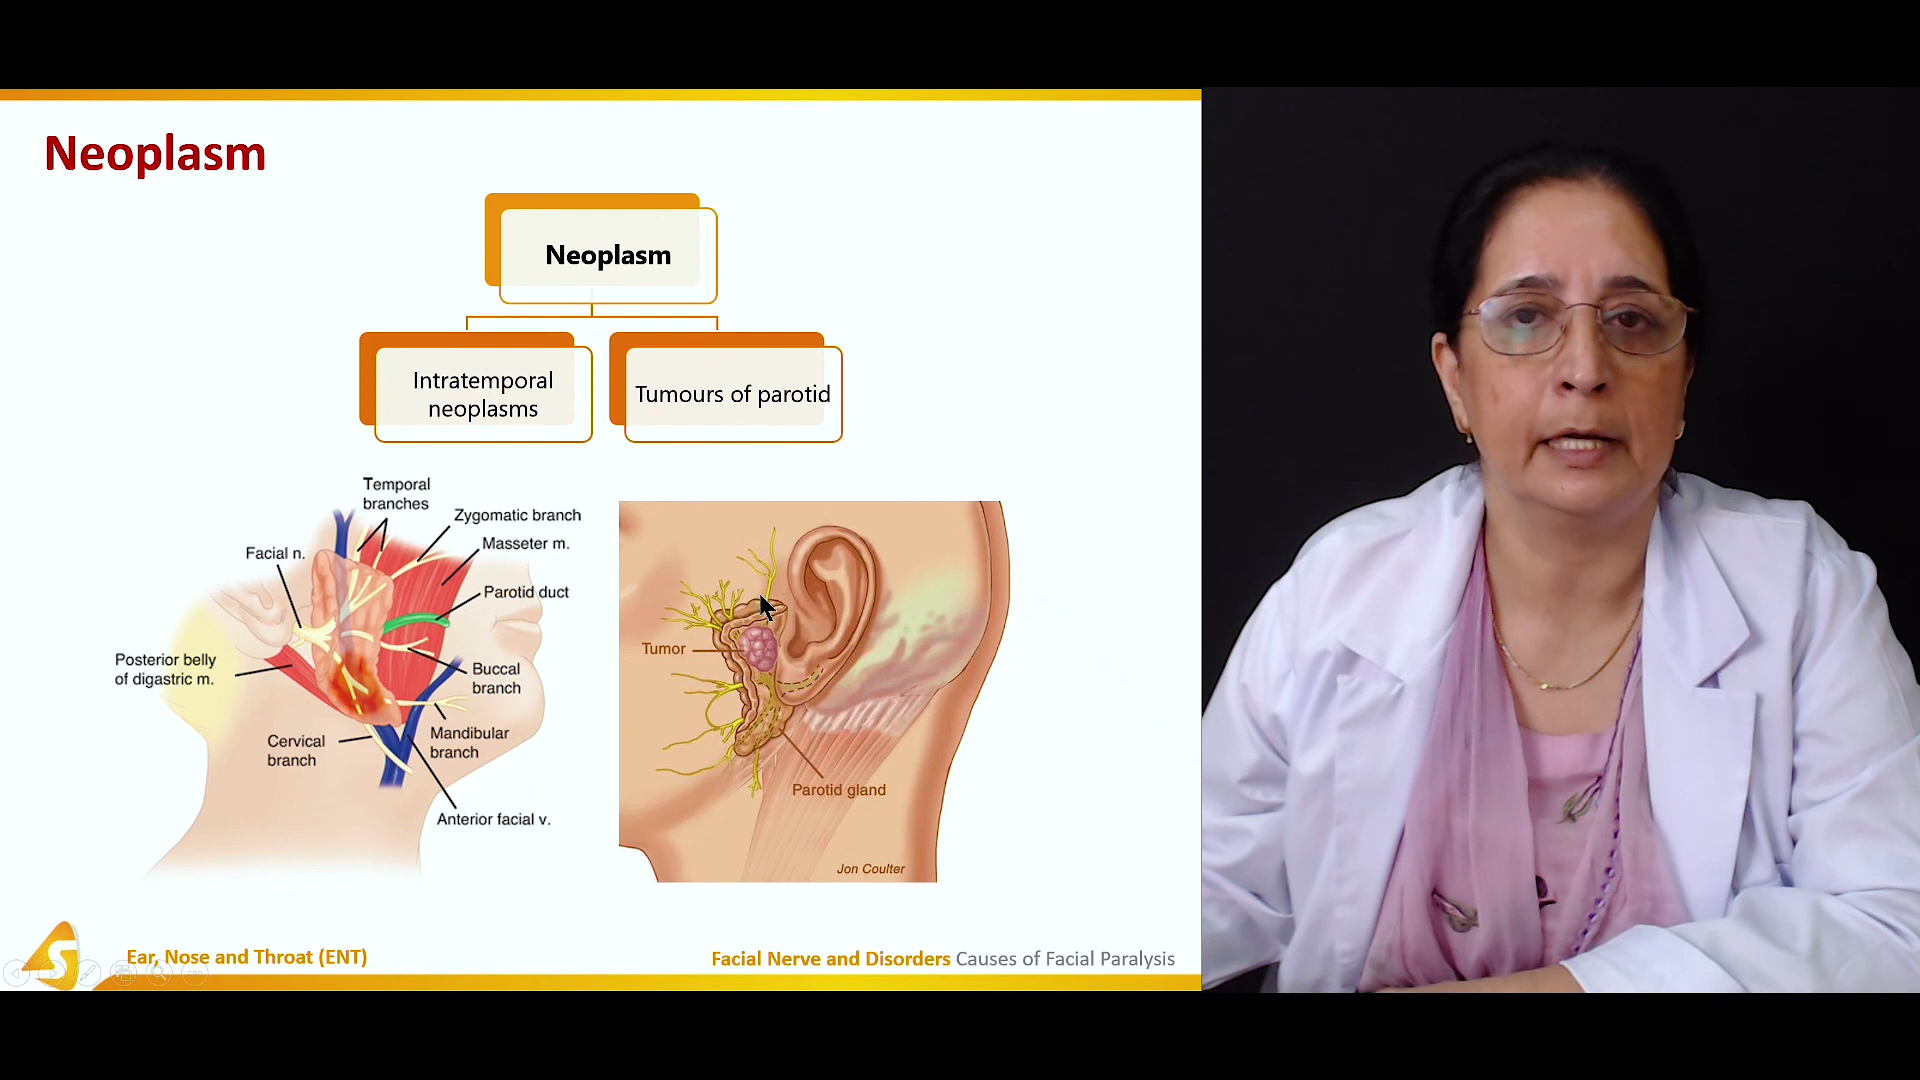 Neoplasm
Neoplasm
Intratemporal
neoplasms
Tumours of parotid
Temporal
branches
Zygomatic branch
Masseter m.
Facial n.
Parotid duct
Posterior belly
of digastric m.
Buccal
branch
Mandibular
branch
Cervical
branch
Anterior facial v.
Tumor
Parotid gland
Jon Coulter
S
Ear, Nose and Throat (ENT)
Facial Nerve and Disorders Causes of Facial Paralysis